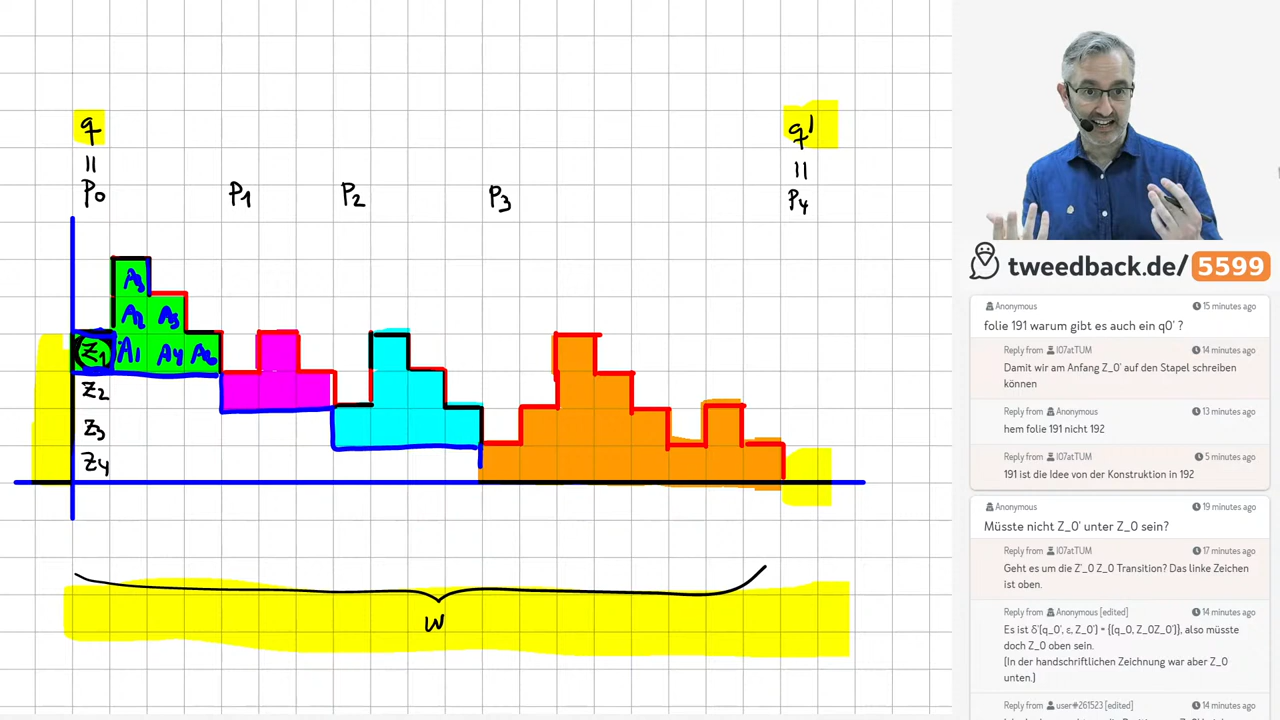 q
q'
=
=
P0
P1
P2
P3
P4
A3
A2 A5
Z1 A1 A4 A6
Z2
Z3
Z4
w
tweedback.de/ 5599
Anonymous 15 minutes ago
folie 191 warum gibt es auch ein q0' ?
Reply from I07atTUM 14 minutes ago
Damit wir am Anfang Z_0' auf den Stapel schreiben
können
Reply from Anonymous 13 minutes ago
hem folie 191 nicht 192
Reply from I07atTUM 5 minutes ago
191 ist die Idee von der Konstruktion in 192
Anonymous 19 minutes ago
Müsste nicht Z_0' unter Z_0 sein?
Reply from I07atTUM 17 minutes ago
Geht es um die Z'_0 Z_0 Transition? Das linke Zeichen
ist oben.
Reply from Anonymous [edited] 14 minutes ago
Es ist δ'(q_0', ε, Z_0') = {(q_0, Z_0Z_0')}, also müsste
doch Z_0 oben sein.
(In der handschriftlichen Zeichnung war aber Z_0
unten.)
Reply from user#261523 [edited] 14 minutes ago